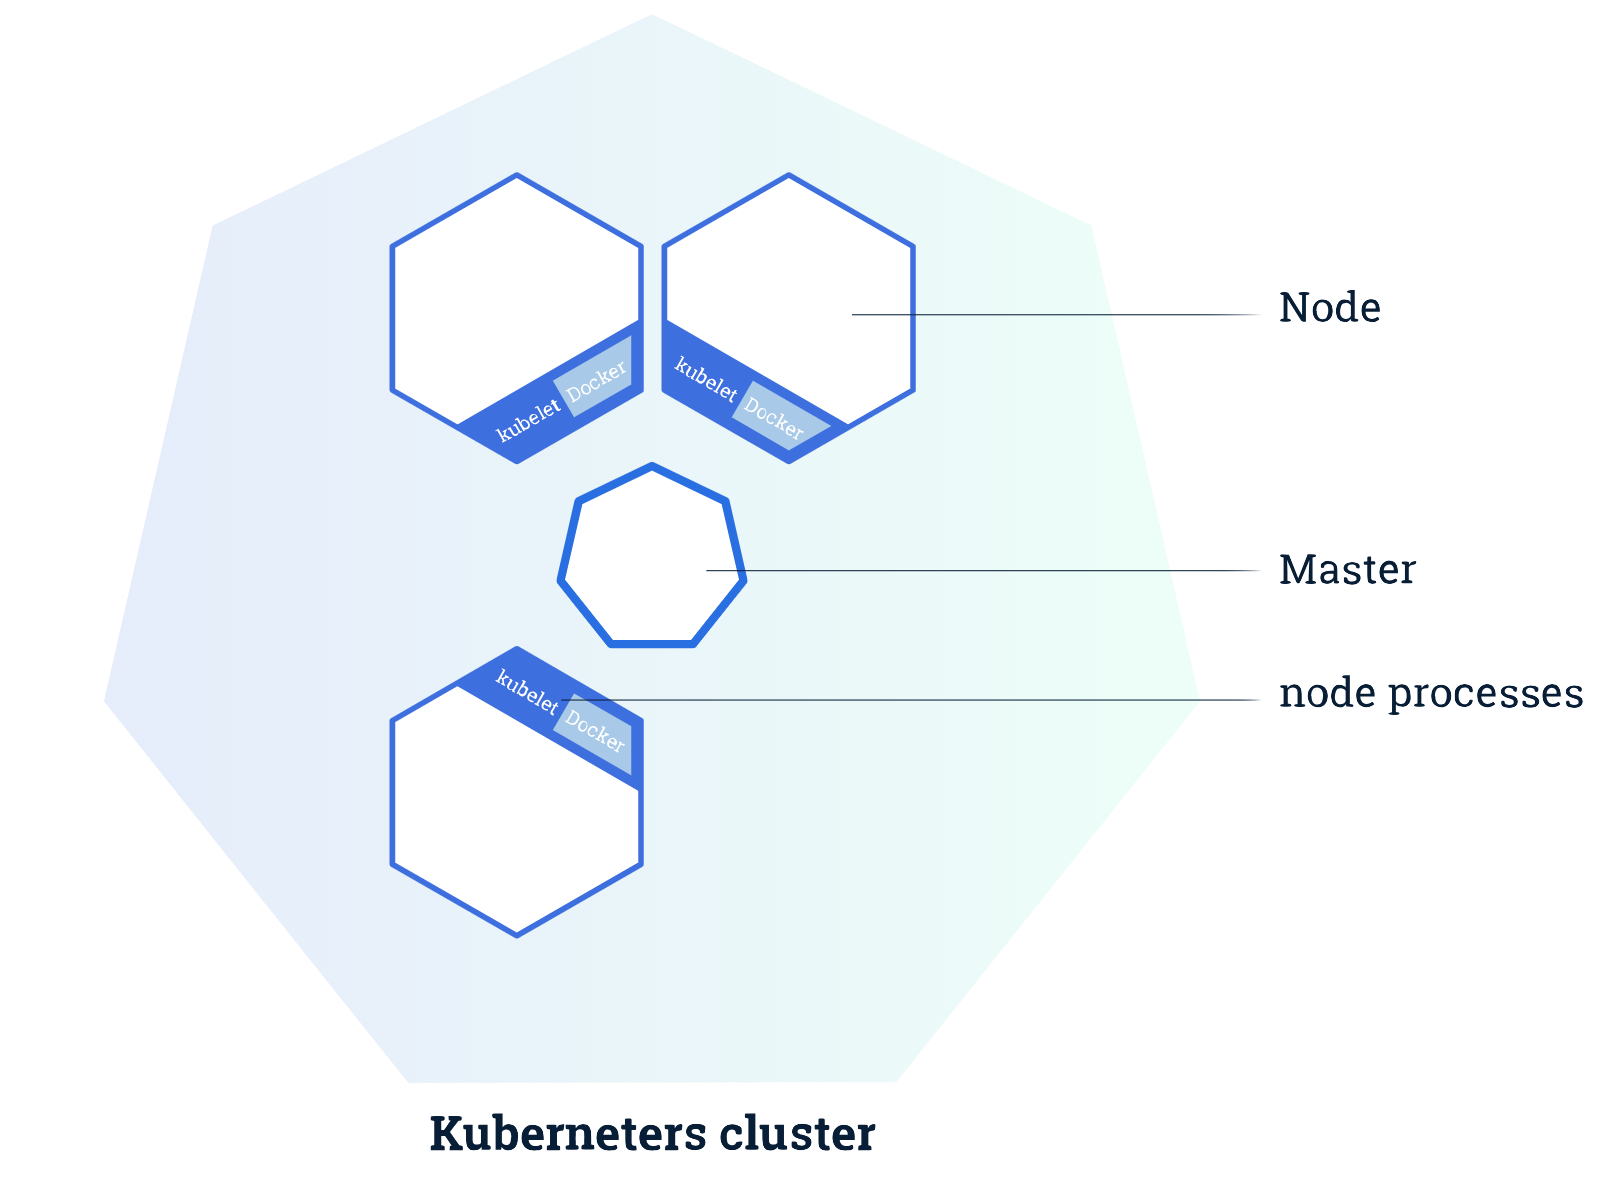 kubelet Docker
kubelet Docker
Node
Master
kubelet Docker
node processes
Kuberneters cluster